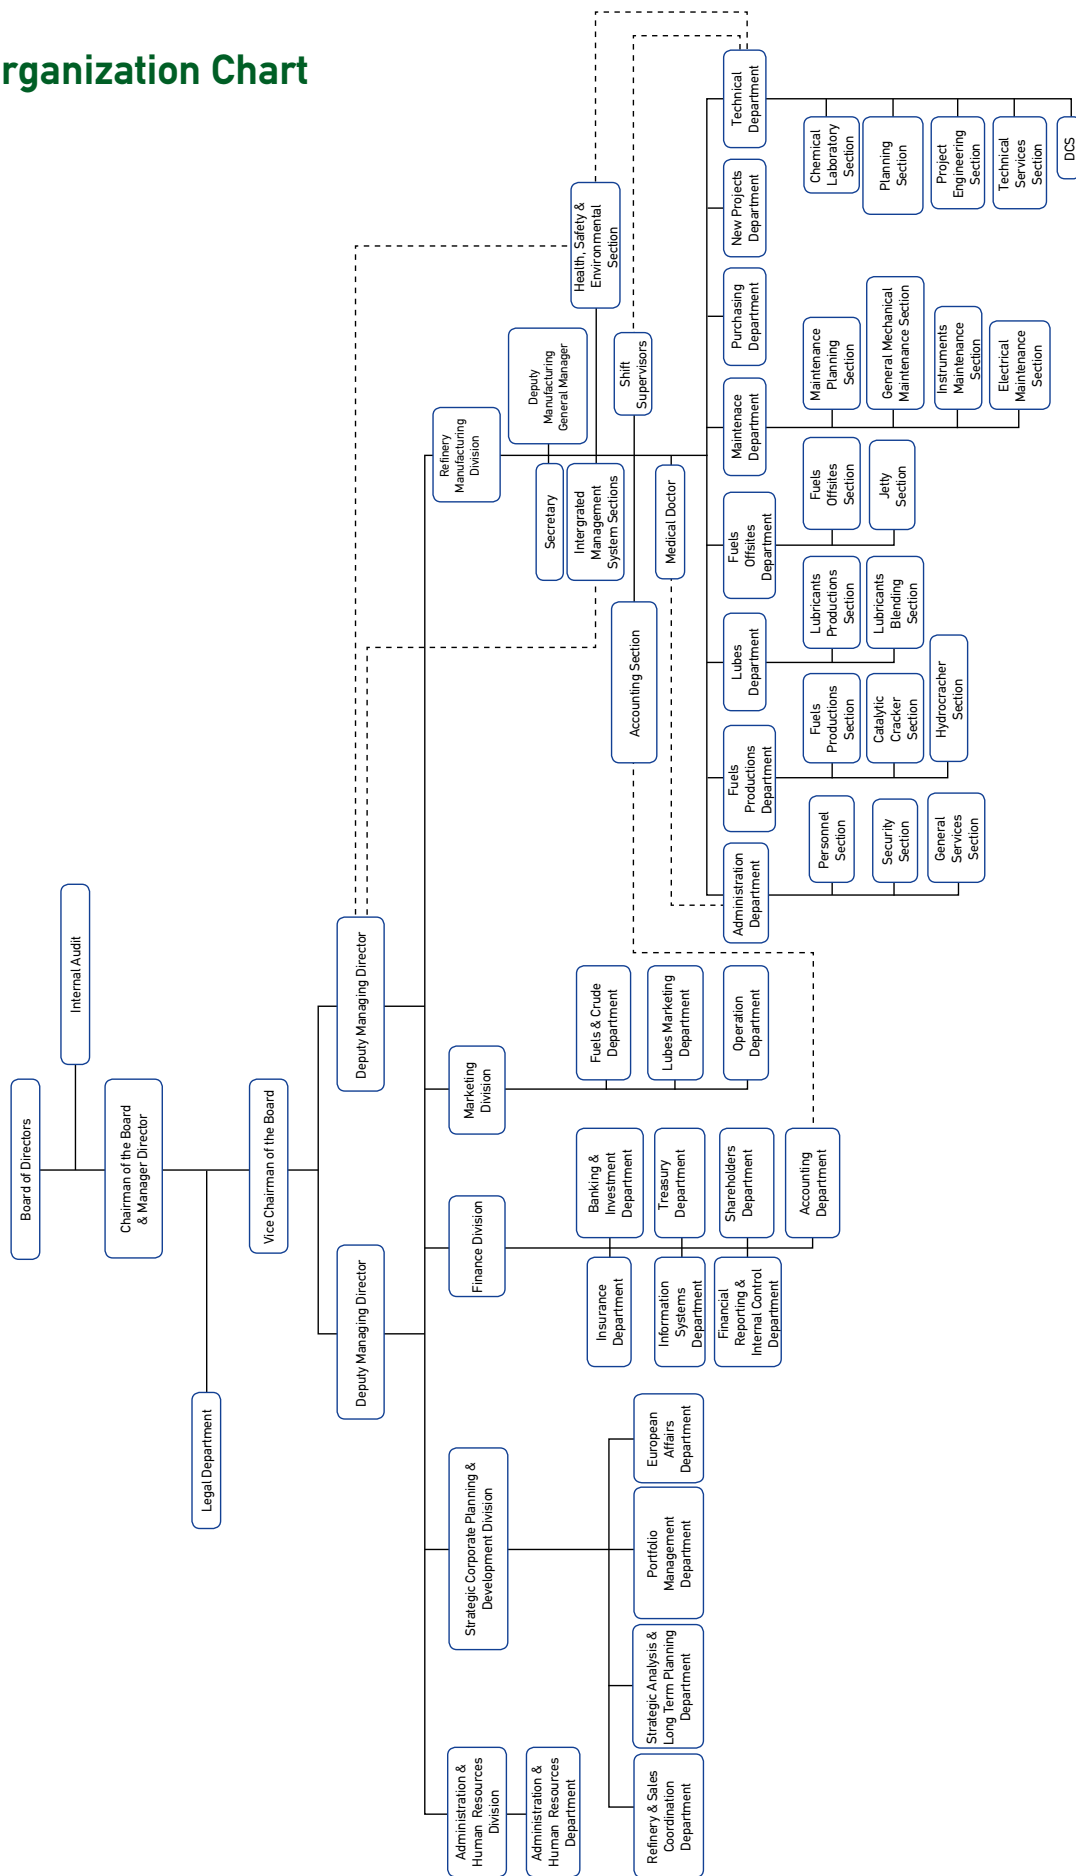 rganization Chart
Board of Directors
Internal Audit
Chairman of the Board
& Manager Director
Legal Department
Vice Chairman of the Board
Deputy Managing Director
Deputy Managing Director
Administration &
Human Resources
Division
Administration &
Human Resources
Department
Strategic Corporate Planning &
Development Division
Refinery & Sales
Coordination
Department
Strategic Analysis &
Long Term Planning
Department
Portfolio
Management
Department
European
Affairs
Department
Finance Division
Insurance
Department
Banking &
Investment
Department
Information
Systems
Department
Treasury
Department
Financial
Reporting &
Internal Control
Department
Shareholders
Department
Accounting
Department
Marketing
Division
Fuels & Crude
Department
Lubes Marketing
Department
Operation
Department
Refinery
Manufacturing
Division
Deputy
Manufacturing
General Manager
Secretary
Intergrated
Management
System Sections
Health, Safety &
Environmental
Section
Accounting Section
Shift
Supervisors
Medical Doctor
Administration
Department
Personnel
Section
Security
Section
General
Services
Section
Fuels
Productions
Department
Fuels
Productions
Section
Catalytic
Cracker
Section
Hydrocracher
Section
Lubes
Department
Lubricants
Productions
Section
Lubricants
Blending
Section
Fuels
Offsites
Department
Fuels
Offsites
Section
Jetty
Section
Maintenace
Department
Maintenance
Planning
Section
General Mechanical
Maintenance Section
Instruments
Maintenance
Section
Electrical
Maintenance
Section
Purchasing
Department
New Projects
Department
Technical
Department
Chemical
Laboratory
Section
Planning
Section
Project
Engineering
Section
Technical
Services
Section
DCS